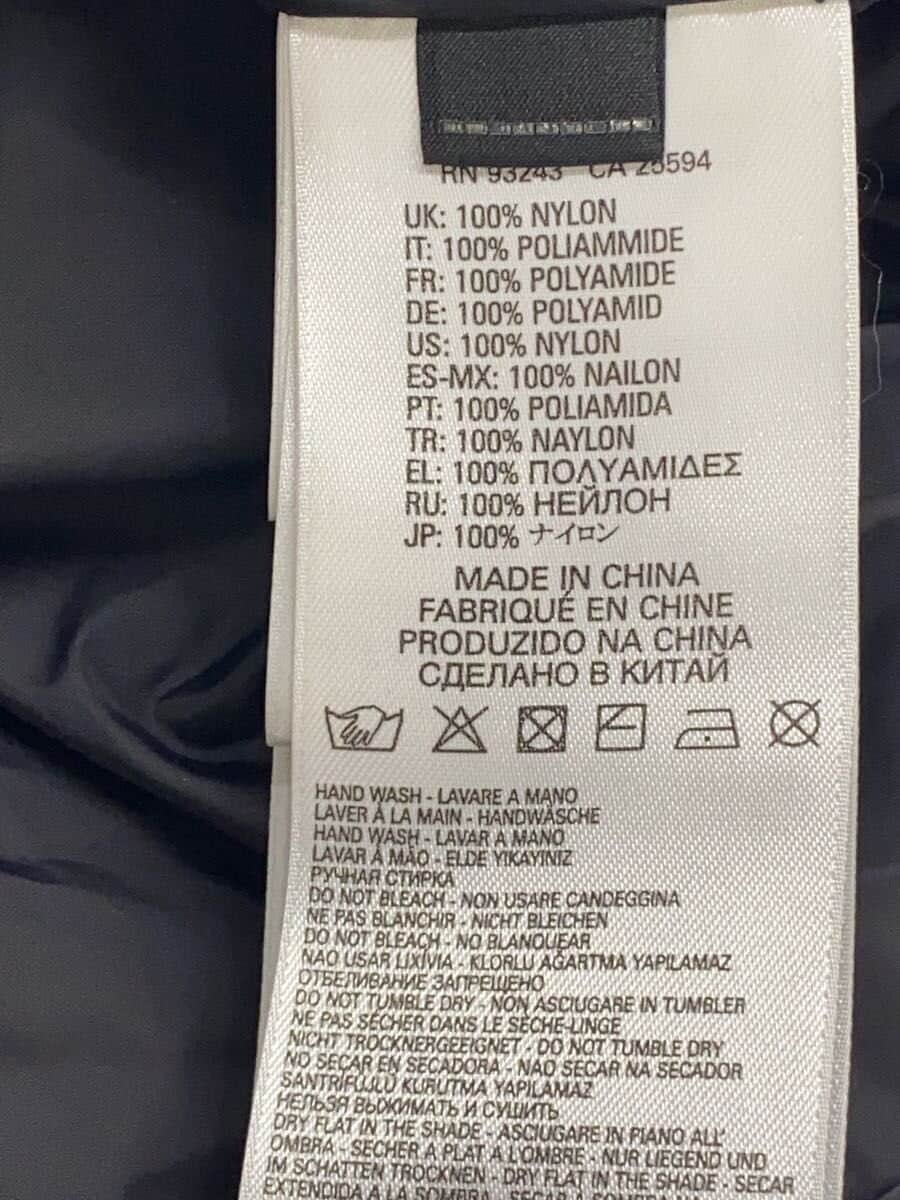 RN 93243 CA 25594
UK: 100% NYLON
IT: 100% POLIAMMIDE
FR: 100% POLYAMIDE
DE: 100% POLYAMID
US: 100% NYLON
ES-MX: 100% NAILON
PT: 100% POLIAMIDA
TR: 100% NAYLON
EL: 100% ΠΟΛΥΑΜΙΔΕΣ
RU: 100% НЕЙЛОН
JP: 100% ナイロン
MADE IN CHINA
FABRIQUÉ EN CHINE
PRODUZIDO NA CHINA
СДЕЛАНО В КИТАЙ
HAND WASH - LAVARE A MANO
LAVER À LA MAIN - HANDWÄSCHE
HAND WASH - LAVAR A MANO
LAVAR À MÃO - ELDE YIKAYINIZ
РУЧНАЯ СТИРКА
DO NOT BLEACH - NON USARE CANDEGGINA
NE PAS BLANCHIR - NICHT BLEICHEN
DO NOT BLEACH - NO BLANQUEAR
NAO USAR LIXÍVIA - KLORLU AĞARTMA YAPILAMAZ
ОТБЕЛИВАНИЕ ЗАПРЕЩЕНО
DO NOT TUMBLE DRY - NON ASCIUGARE IN TUMBLER
NE PAS SÉCHER DANS LE SÈCHE-LINGE
NICHT TROCKNERGEEIGNET - DO NOT TUMBLE DRY
NO SECAR EN SECADORA - NAO SECAR NA SECADOR
SANTRİFUJLU KURUTMA YAPILAMAZ
НЕЛЬЗЯ ВЫЖИМАТЬ И СУШИТЬ
DRY FLAT IN THE SHADE - ASCIUGARE IN PIANO ALL'
OMBRA - SECHER A PLAT A L'OMBRE - NUR LIEGEND UND
IM SCHATTEN TROCKNEN - DRY FLAT IN THE SHADE - SECAR
EXTENDIDA A LA SOMBRA